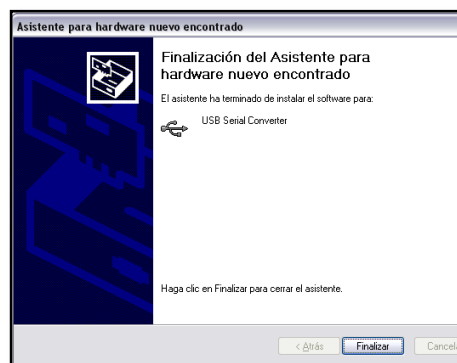 Asistente para hardware nuevo encontrado
Finalización del Asistente para
hardware nuevo encontrado
El asistente ha terminado de instalar el software para:
USB Serial Converter
Haga clic en Finalizar para cerrar el asistente.
< Atrás
Finalizar
Cancela